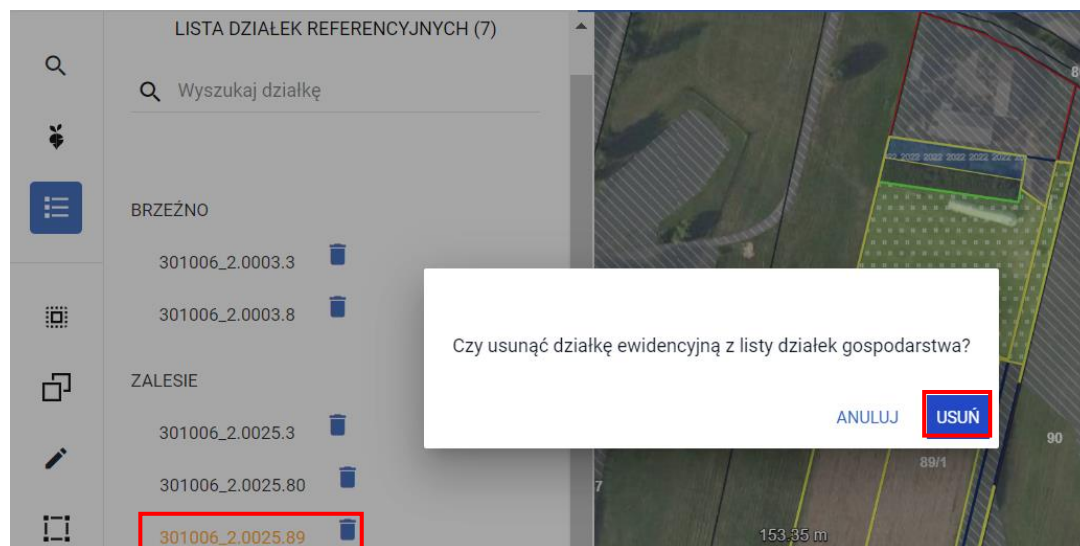 LISTA DZIAŁEK REFERENCYJNYCH (7)
Wyszukaj działkę
BRZEŹNO
301006_2.0003.3
301006_2.0003.8
Czy usunąć działkę ewidencyjną z listy działek gospodarstwa?
ANULUJ USUŃ
ZALESIE
301006_2.0025.3
301006_2.0025.80
301006_2.0025.89
8
2022 2022 2022 2022 2022
90
89/1
7
153.35 m